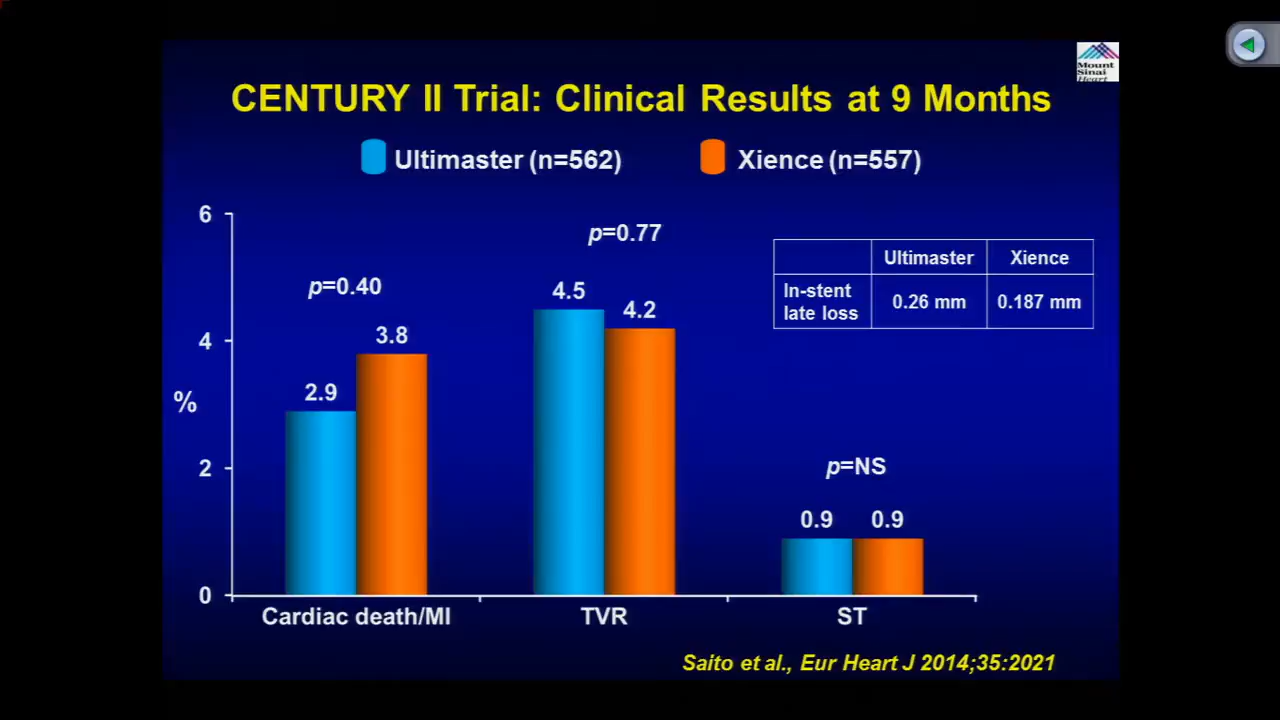 Mount
Sinai
Heart
CENTURY II Trial: Clinical Results at 9 Months
Ultimaster (n=562)
Xience (n=557)
6
4
2
0
%
p=0.40
2.9
3.8
p=0.77
4.5
4.2
p=NS
0.9
0.9
Cardiac death/MI
TVR
ST
Ultimaster Xience
In-stent
late loss
0.26 mm 0.187 mm
Saito et al., Eur Heart J 2014;35:2021